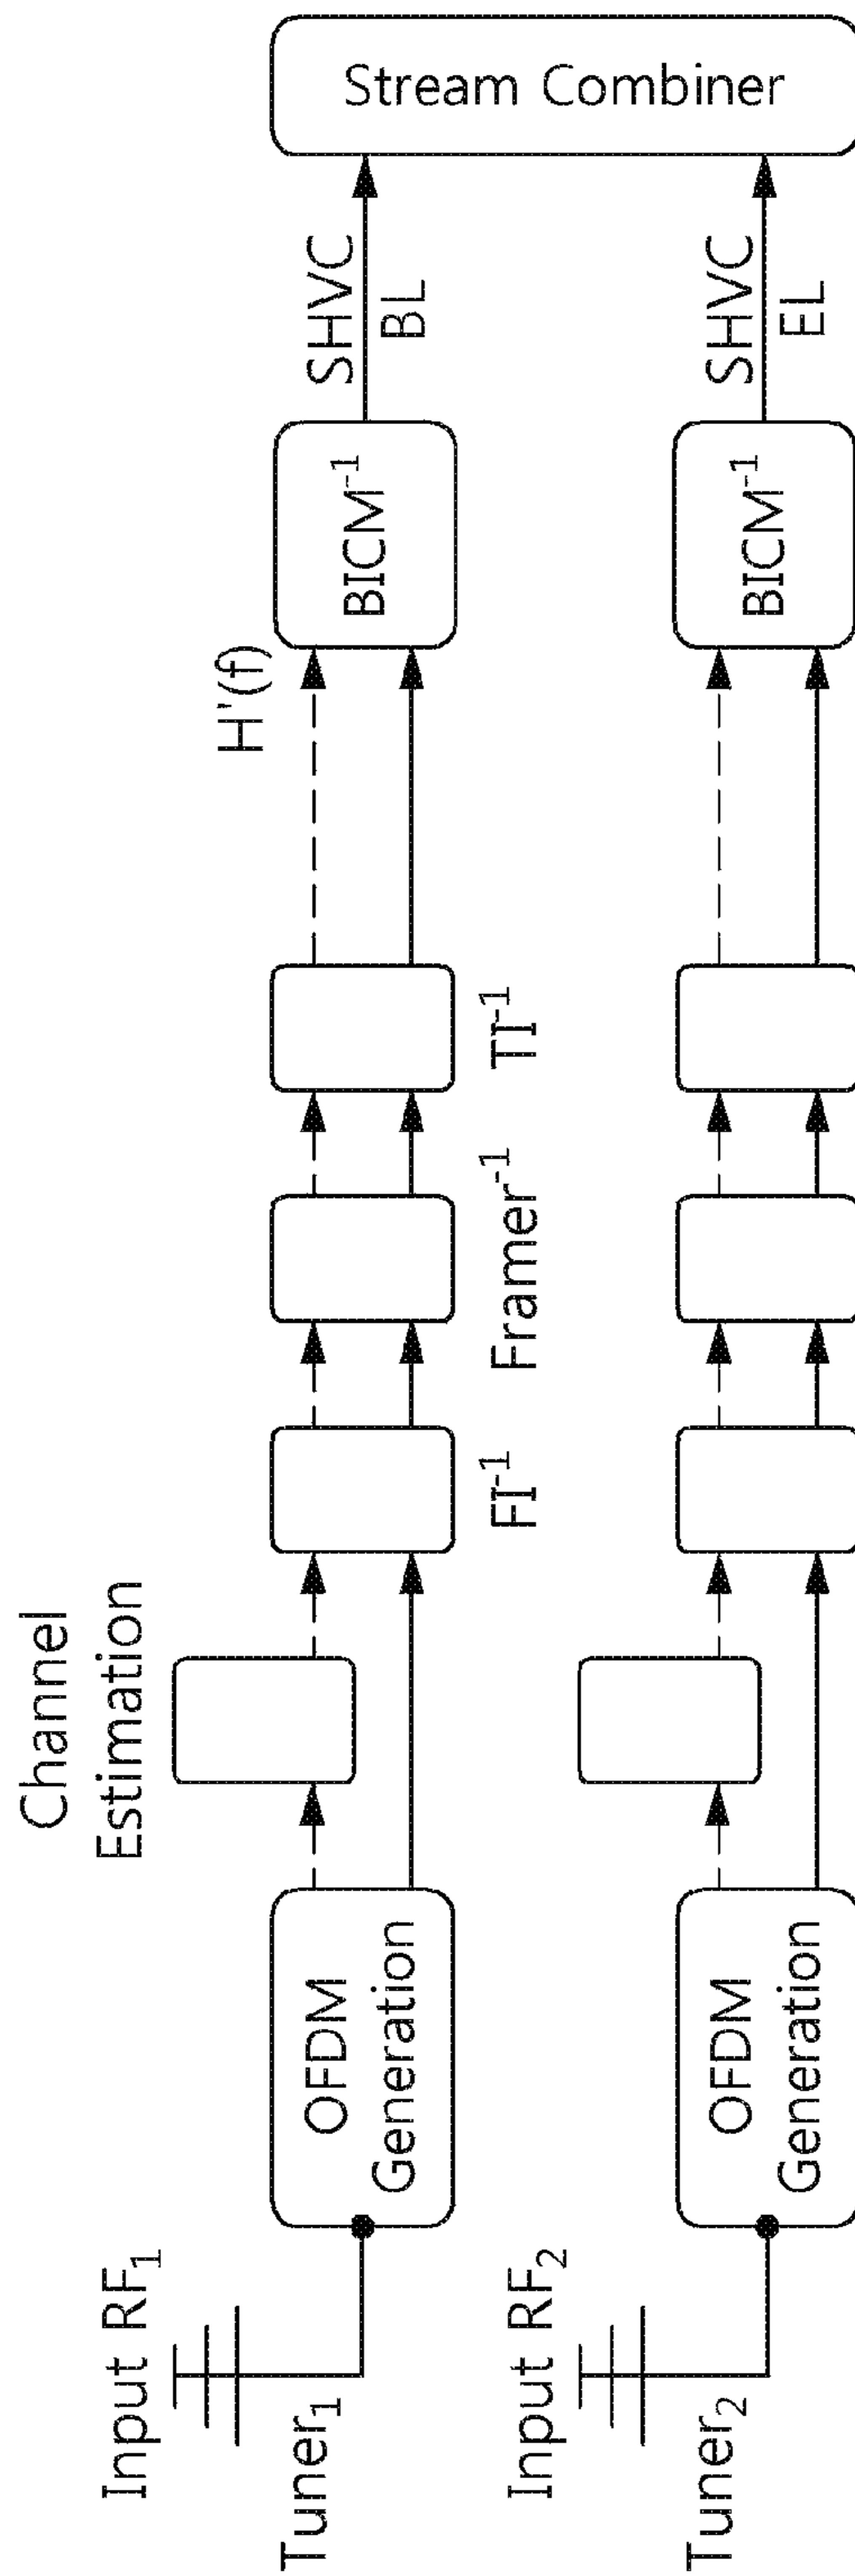 Channel
Estimation
H'(f)
Input RF₁
Tuner₁
OFDM
Generation
FI⁻¹
Framer⁻¹
TI⁻¹
BICM⁻¹
SHVC
BL
Stream Combiner
Input RF₂
Tuner₂
OFDM
Generation
BICM⁻¹
SHVC
EL